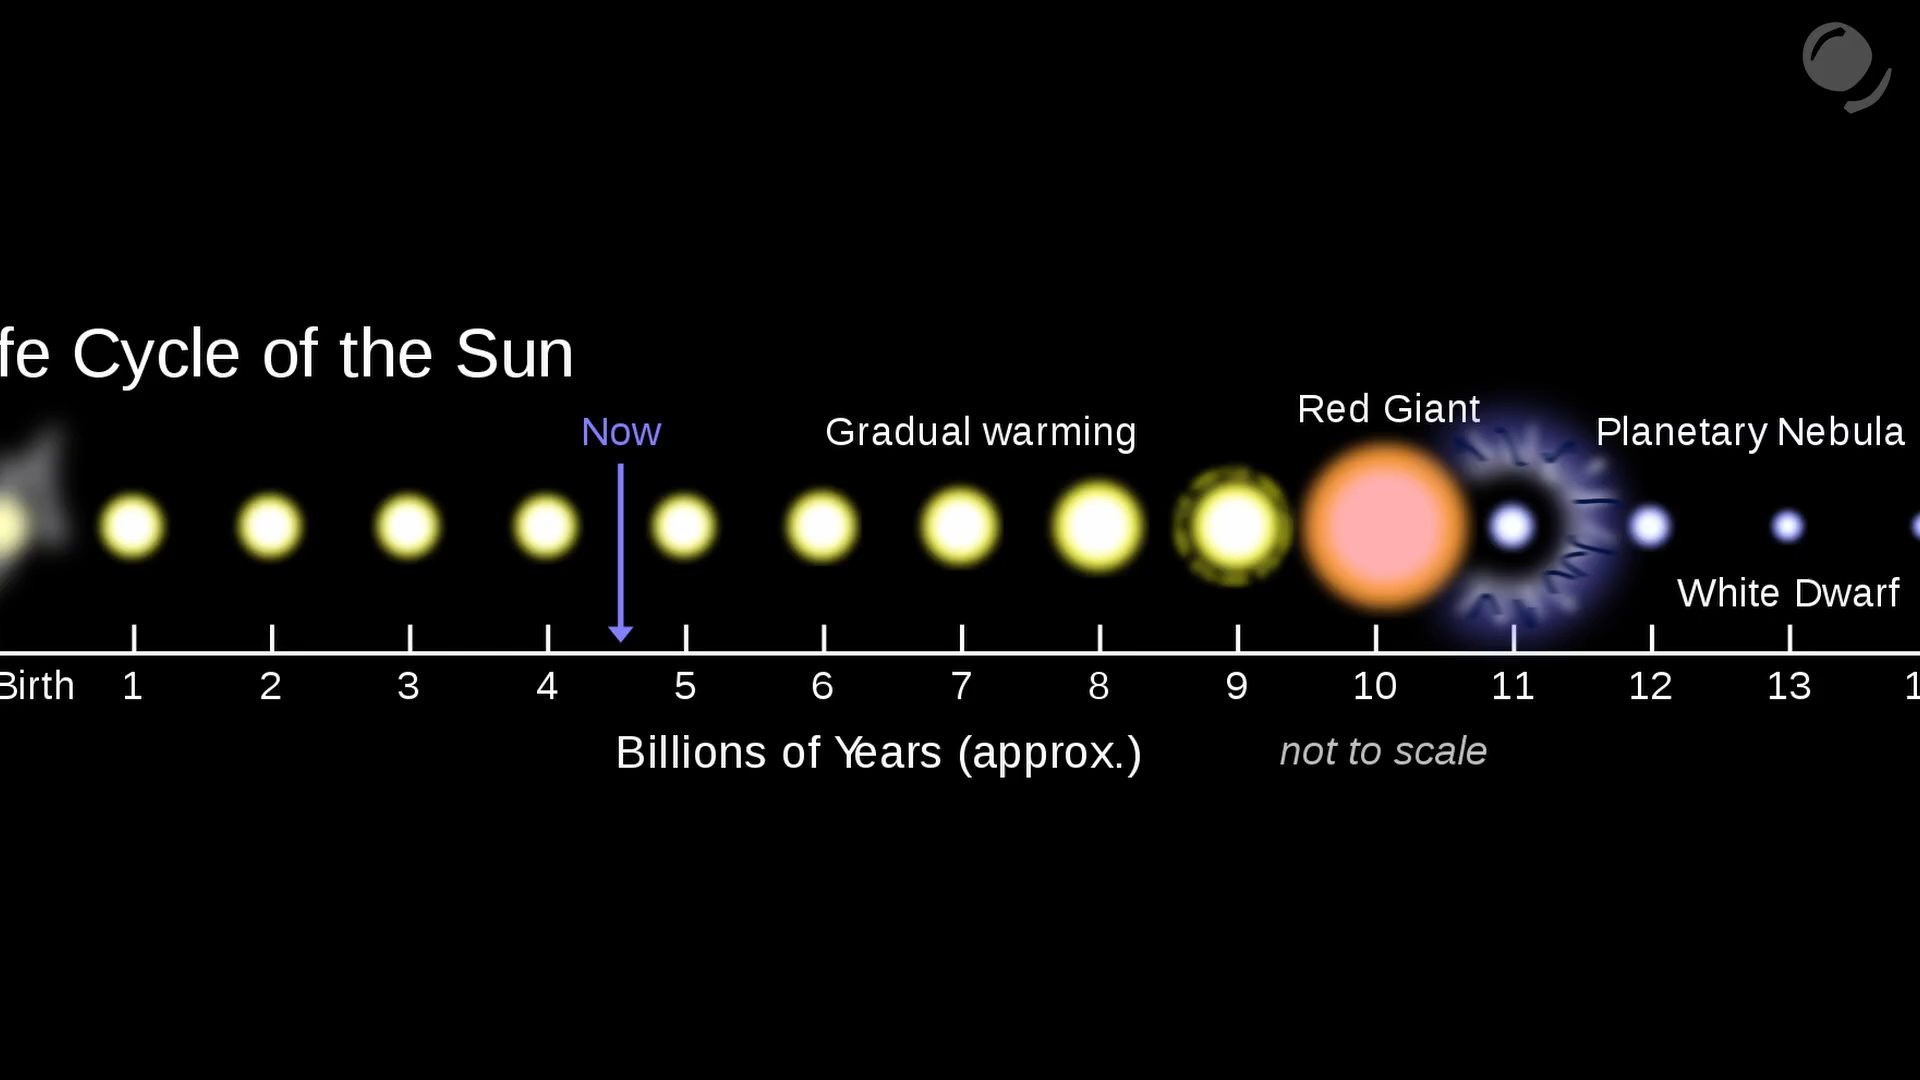 fe Cycle of the Sun
Now
Gradual warming
Red Giant
Planetary Nebula
White Dwarf
Birth 1 2 3 4 5 6 7 8 9 10 11 12 13 1
Billions of Years (approx.)
not to scale